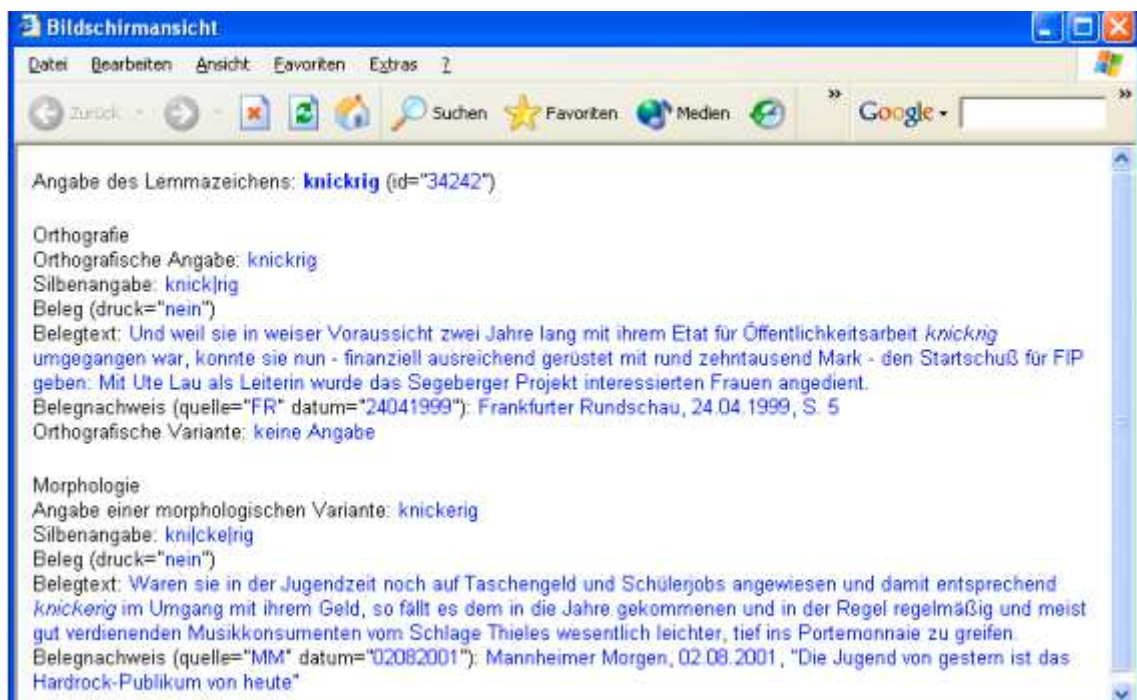 Bildschirmansicht
Datei Bearbeiten Ansicht Favoriten Extras ?
Zurück Suchen Favoriten Medien » Google »
Angabe des Lemmazeichens: knickrig (id="34242")
Orthografie
Orthografische Angabe: knickrig
Silbenangabe: knick|rig
Beleg (druck="nein")
Belegtext: Und weil sie in weiser Voraussicht zwei Jahre lang mit ihrem Etat für Öffentlichkeitsarbeit knickrig
umgegangen war, konnte sie nun - finanziell ausreichend gerüstet mit rund zehntausend Mark - den Startschuß für FIP
geben: Mit Ute Lau als Leiterin wurde das Segeberger Projekt interessierten Frauen angedient.
Belegnachweis (quelle="FR" datum="24041999"): Frankfurter Rundschau, 24.04.1999, S. 5
Orthografische Variante: keine Angabe
Morphologie
Angabe einer morphologischen Variante: knickerig
Silbenangabe: kni|cke|rig
Beleg (druck="nein")
Belegtext: Waren sie in der Jugendzeit noch auf Taschengeld und Schülerjobs angewiesen und damit entsprechend
knickerig im Umgang mit ihrem Geld, so fällt es dem in die Jahre gekommenen und in der Regel regelmäßig und meist
gut verdienenden Musikkonsumenten vom Schlage Thieles wesentlich leichter, tief ins Portemonnaie zu greifen.
Belegnachweis (quelle="MM" datum="02082001"): Mannheimer Morgen, 02.08.2001, "Die Jugend von gestern ist das
Hardrock-Publikum von heute"